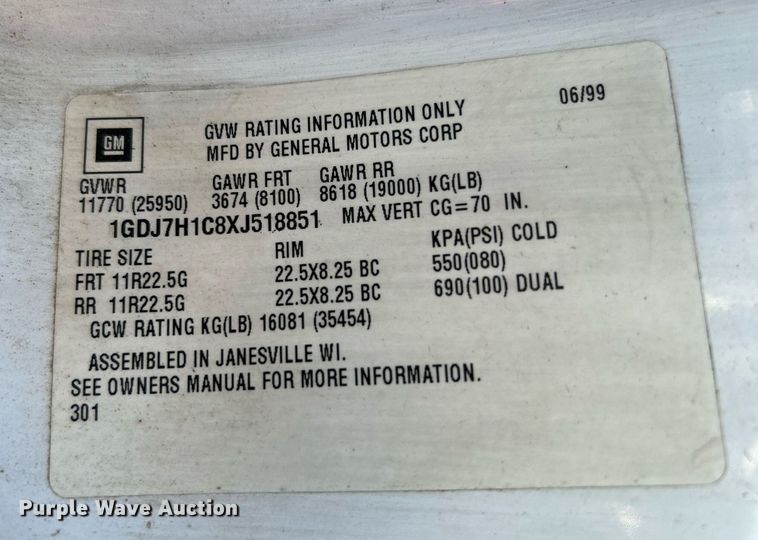 06/99
GM
GVW RATING INFORMATION ONLY
MFD BY GENERAL MOTORS CORP
GVWR GAWR FRT GAWR RR
11770 (25950) 3674 (8100) 8618 (19000) KG(LB)
1GDJ7H1C8XJ518851 MAX VERT CG=70 IN.
TIRE SIZE RIM KPA(PSI) COLD
FRT 11R22.5G 22.5X8.25 BC 550(080)
RR 11R22.5G 22.5X8.25 BC 690(100) DUAL
GCW RATING KG(LB) 16081 (35454)
ASSEMBLED IN JANESVILLE WI.
SEE OWNERS MANUAL FOR MORE INFORMATION.
301
Purple Wave Auction